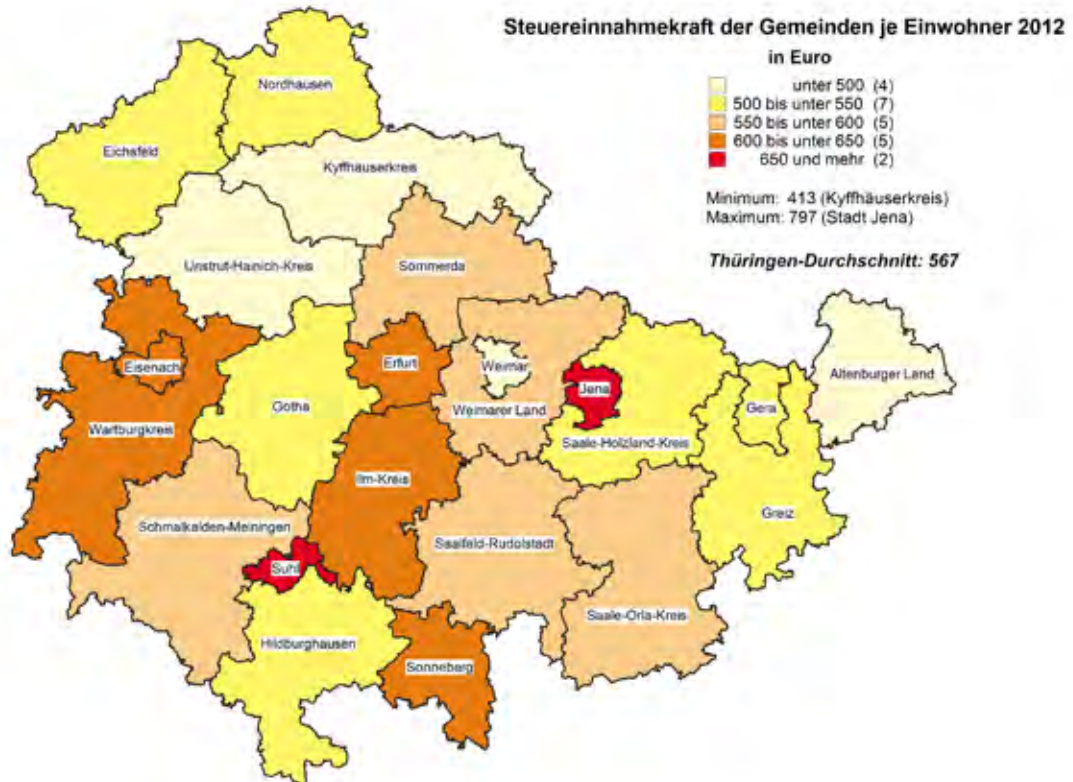 Steuereinnahmekraft der Gemeinden je Einwohner 2012
in Euro
unter 500 (4)
500 bis unter 550 (7)
550 bis unter 600 (5)
600 bis unter 650 (5)
650 und mehr (2)
Minimum: 413 (Kyffhäuserkreis)
Maximum: 797 (Stadt Jena)
Thüringen-Durchschnitt: 567
Nordhausen
Eichsfeld
Kyffhäuserkreis
Unstrut-Hainich-Kreis
Sömmerda
Eisenach
Erfurt
Weimar
Jena
Altenburger Land
Gotha
Weimarer Land
Gera
Wartburgkreis
Saale-Holzland-Kreis
Ilm-Kreis
Greiz
Schmalkalden-Meiningen
Saalfeld-Rudolstadt
Suhl
Saale-Orla-Kreis
Hildburghausen
Sonneberg